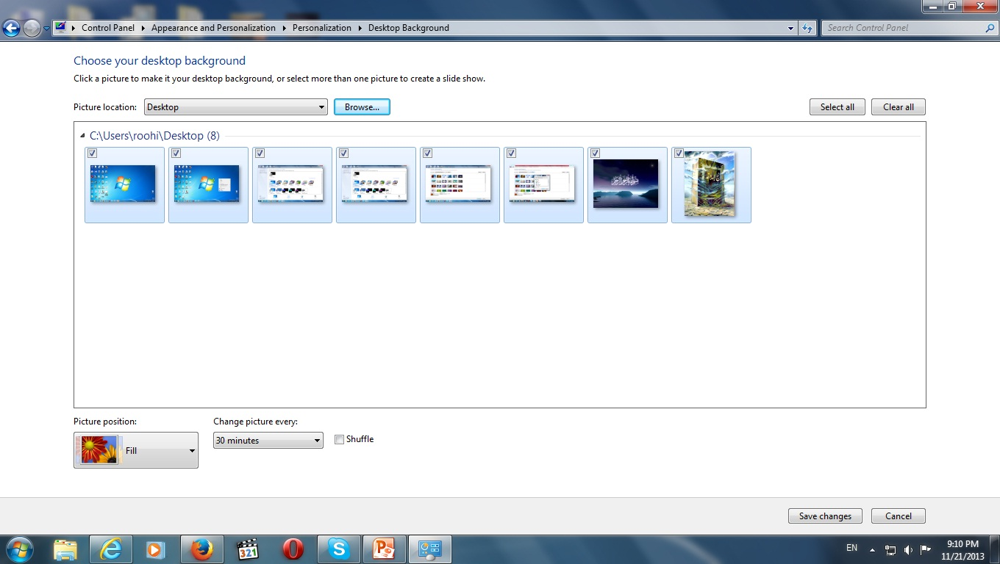 Control Panel ▸ Appearance and Personalization ▸ Personalization ▸ Desktop Background
Search Control Panel
Choose your desktop background
Click a picture to make it your desktop background, or select more than one picture to create a slide show.
Picture location: Desktop Browse... Select all Clear all
C:\Users\roohi\Desktop (8)
Picture position: Change picture every:
Fill 30 minutes Shuffle
Save changes Cancel
321
EN 9:10 PM
11/21/2013